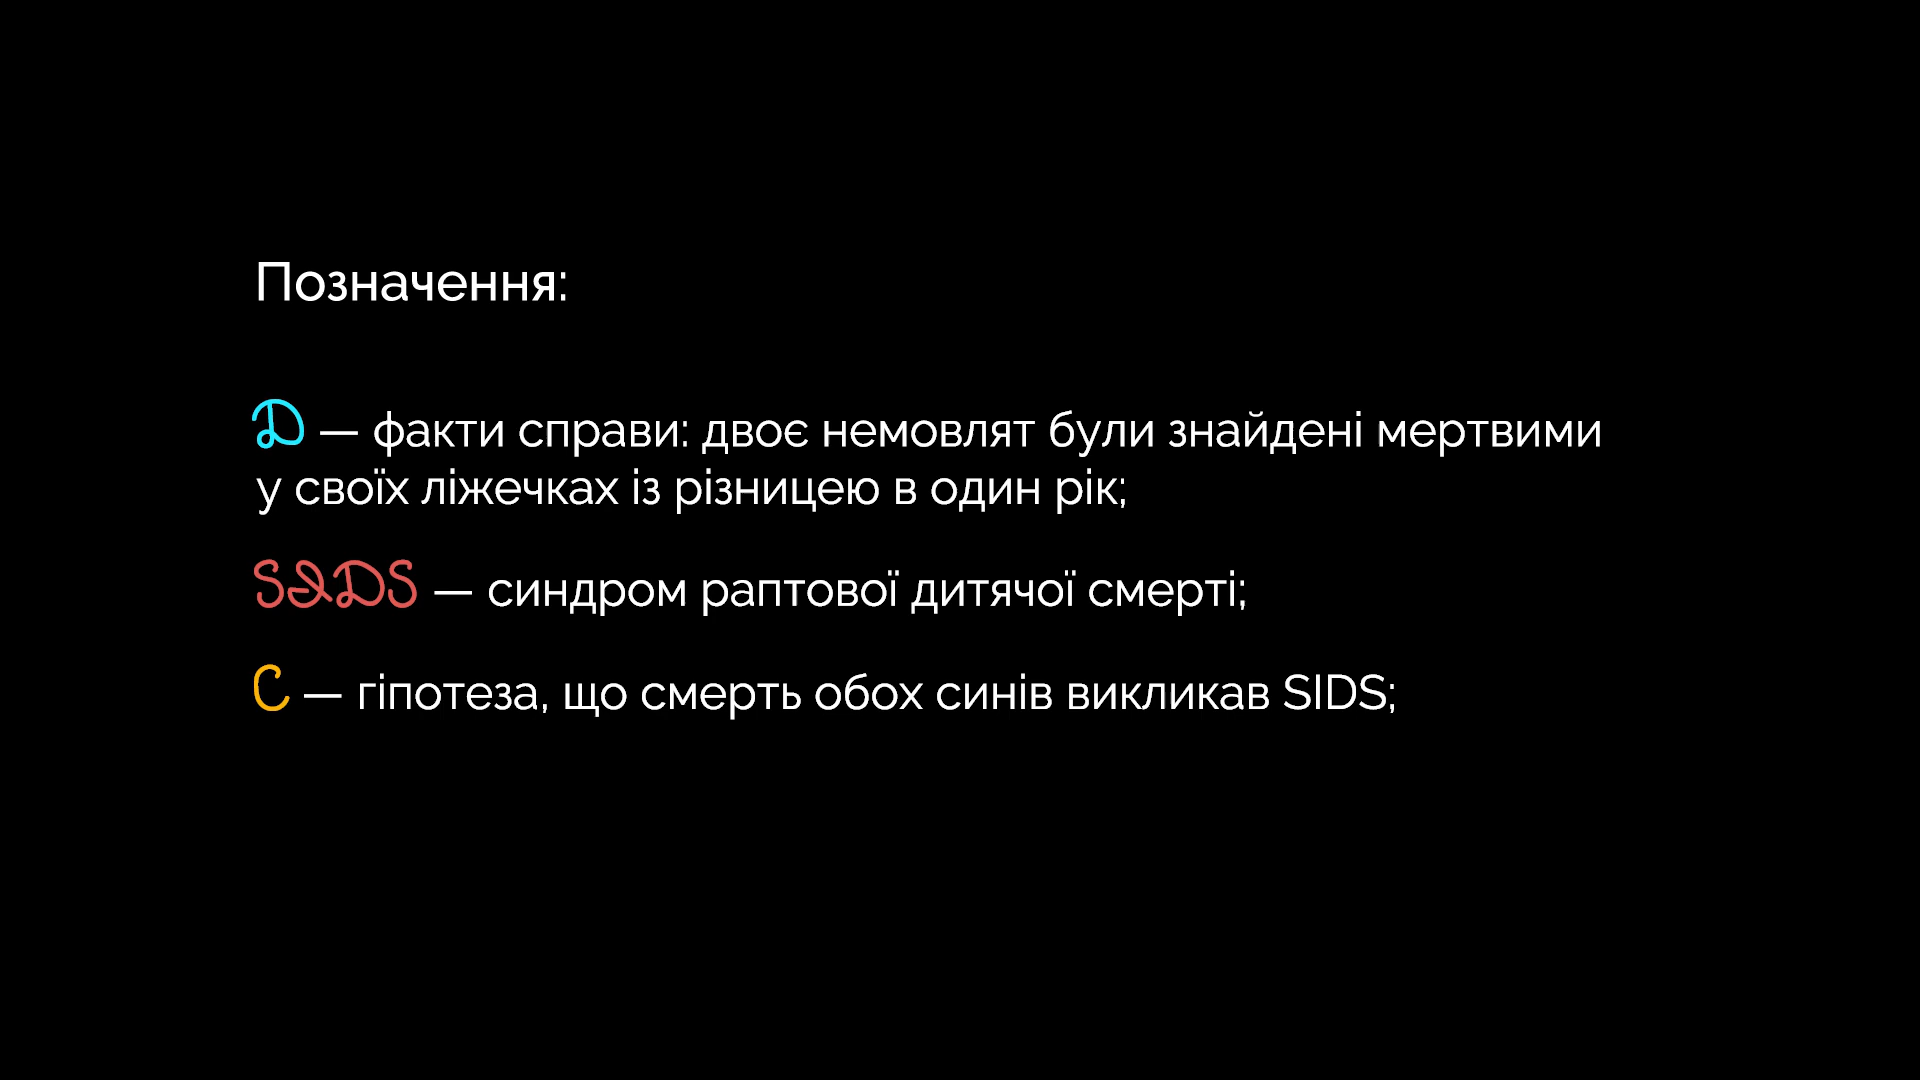 Позначення:
D — факти справи: двоє немовлят були знайдені мертвими
у своїх ліжечках із різницею в один рік;
SIDS — синдром раптової дитячої смерті;
C — гіпотеза, що смерть обох синів викликав SIDS;